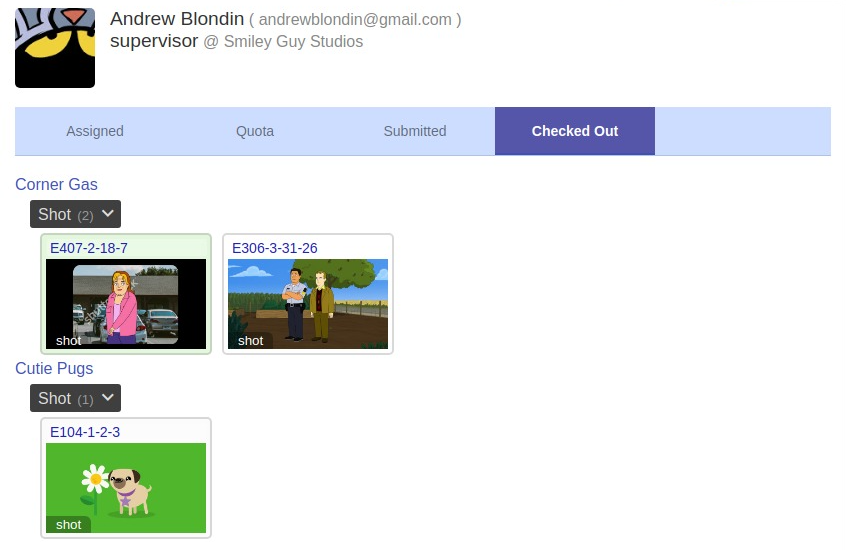 Andrew Blondin ( andrewblondin@gmail.com )
supervisor @ Smiley Guy Studios
Assigned Quota Submitted Checked Out
Corner Gas
Shot (2)
E407-2-18-7 E306-3-31-26
shot shot
Cutie Pugs
Shot (1)
E104-1-2-3
shot